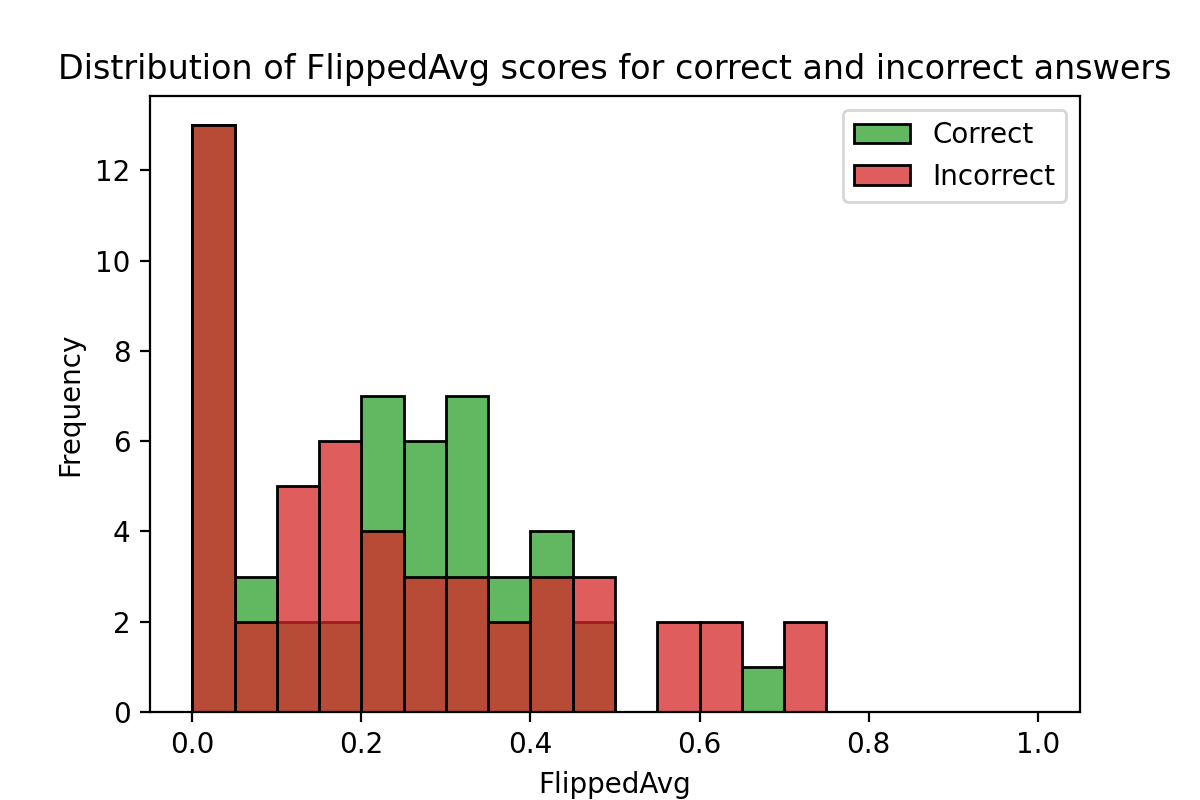 Distribution of FlippedAvg scores for correct and incorrect answers
Correct
Incorrect
12
10
8
6
4
2
0
Frequency
0.0 0.2 0.4 0.6 0.8 1.0
FlippedAvg